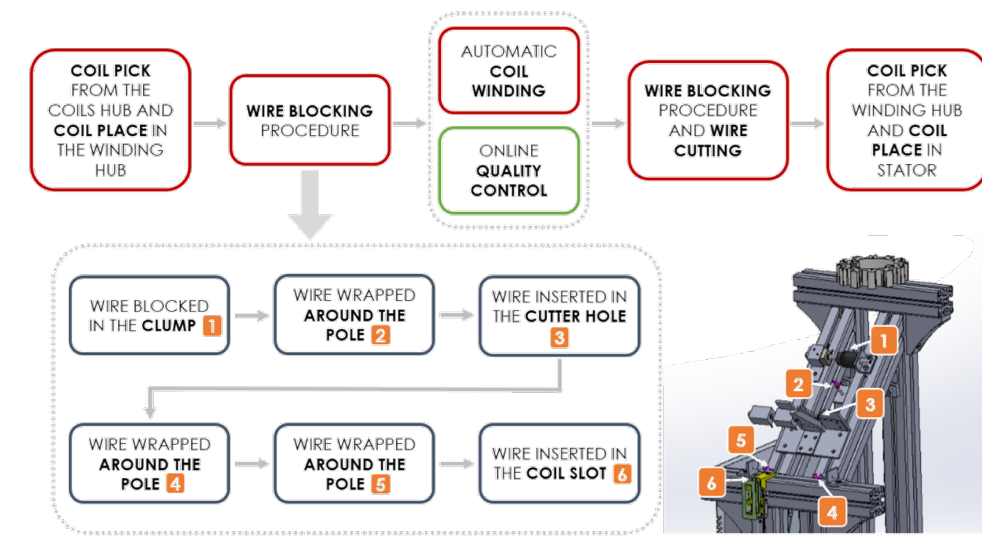 COIL PICK
FROM THE
COILS HUB AND
COIL PLACE IN
THE WINDING
HUB
WIRE BLOCKING
PROCEDURE
AUTOMATIC
COIL
WINDING
ONLINE
QUALITY
CONTROL
WIRE BLOCKING
PROCEDURE
AND WIRE
CUTTING
COIL PICK
FROM THE
WINDING HUB
AND COIL
PLACE IN
STATOR
WIRE BLOCKED
IN THE CLUMP 1
WIRE WRAPPED
AROUND THE
POLE 2
WIRE INSERTED IN
THE CUTTER HOLE
3
WIRE WRAPPED
AROUND THE
POLE 4
WIRE WRAPPED
AROUND THE
POLE 5
WIRE INSERTED IN
THE COIL SLOT 6
1
2
3
5
6
4